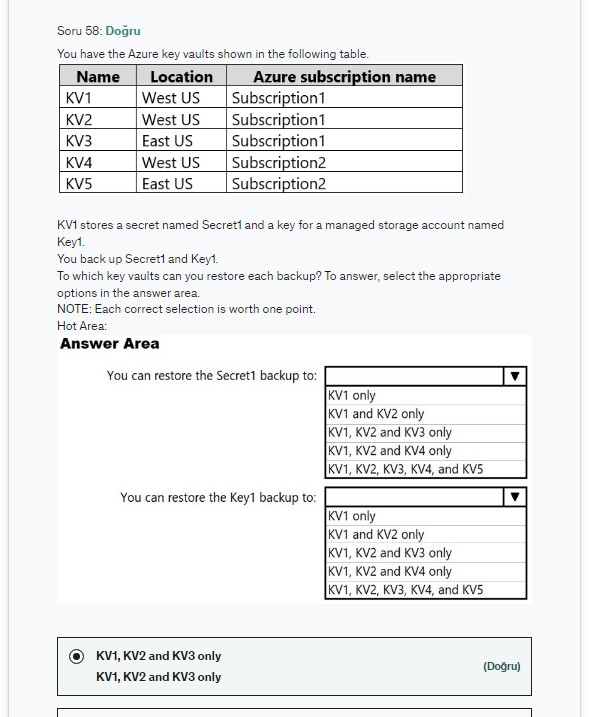 Soru 58: Doğru
You have the Azure key vaults shown in the following table.
Name Location Azure subscription name
KV1 West US Subscription1
KV2 West US Subscription1
KV3 East US Subscription1
KV4 West US Subscription2
KV5 East US Subscription2
KV1 stores a secret named Secret1 and a key for a managed storage account named
Key1.
You back up Secret1 and Key1.
To which key vaults can you restore each backup? To answer, select the appropriate
options in the answer area.
NOTE: Each correct selection is worth one point.
Hot Area:
Answer Area
You can restore the Secret1 backup to:
KV1 only
KV1 and KV2 only
KV1, KV2 and KV3 only
KV1, KV2 and KV4 only
KV1, KV2, KV3, KV4, and KV5
You can restore the Key1 backup to:
KV1 only
KV1 and KV2 only
KV1, KV2 and KV3 only
KV1, KV2 and KV4 only
KV1, KV2, KV3, KV4, and KV5
KV1, KV2 and KV3 only
KV1, KV2 and KV3 only
(Doğru)